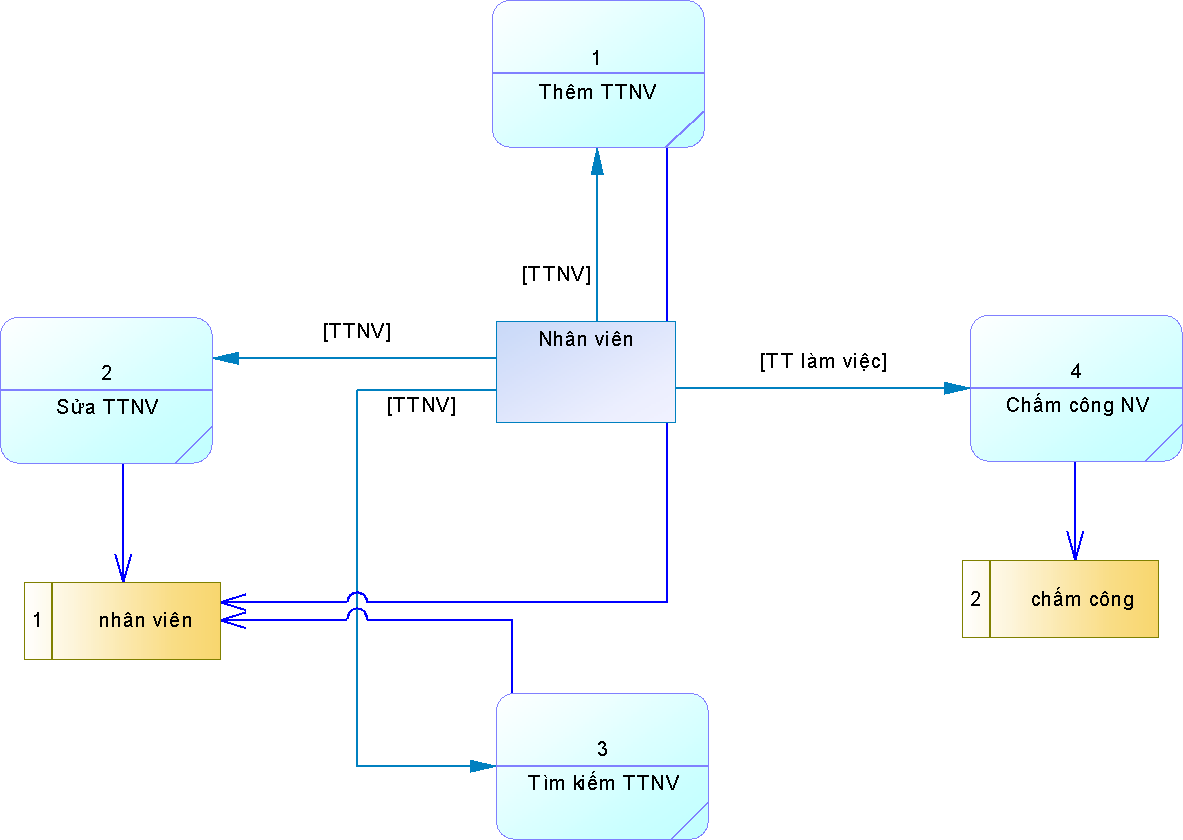 1
Thêm TTNV
[TTNV]
[TTNV]
Nhân viên
[TT làm việc]
2
Sửa TTNV
[TTNV]
4
Chấm công NV
1
nhân viên
2
chấm công
3
Tìm kiếm TTNV